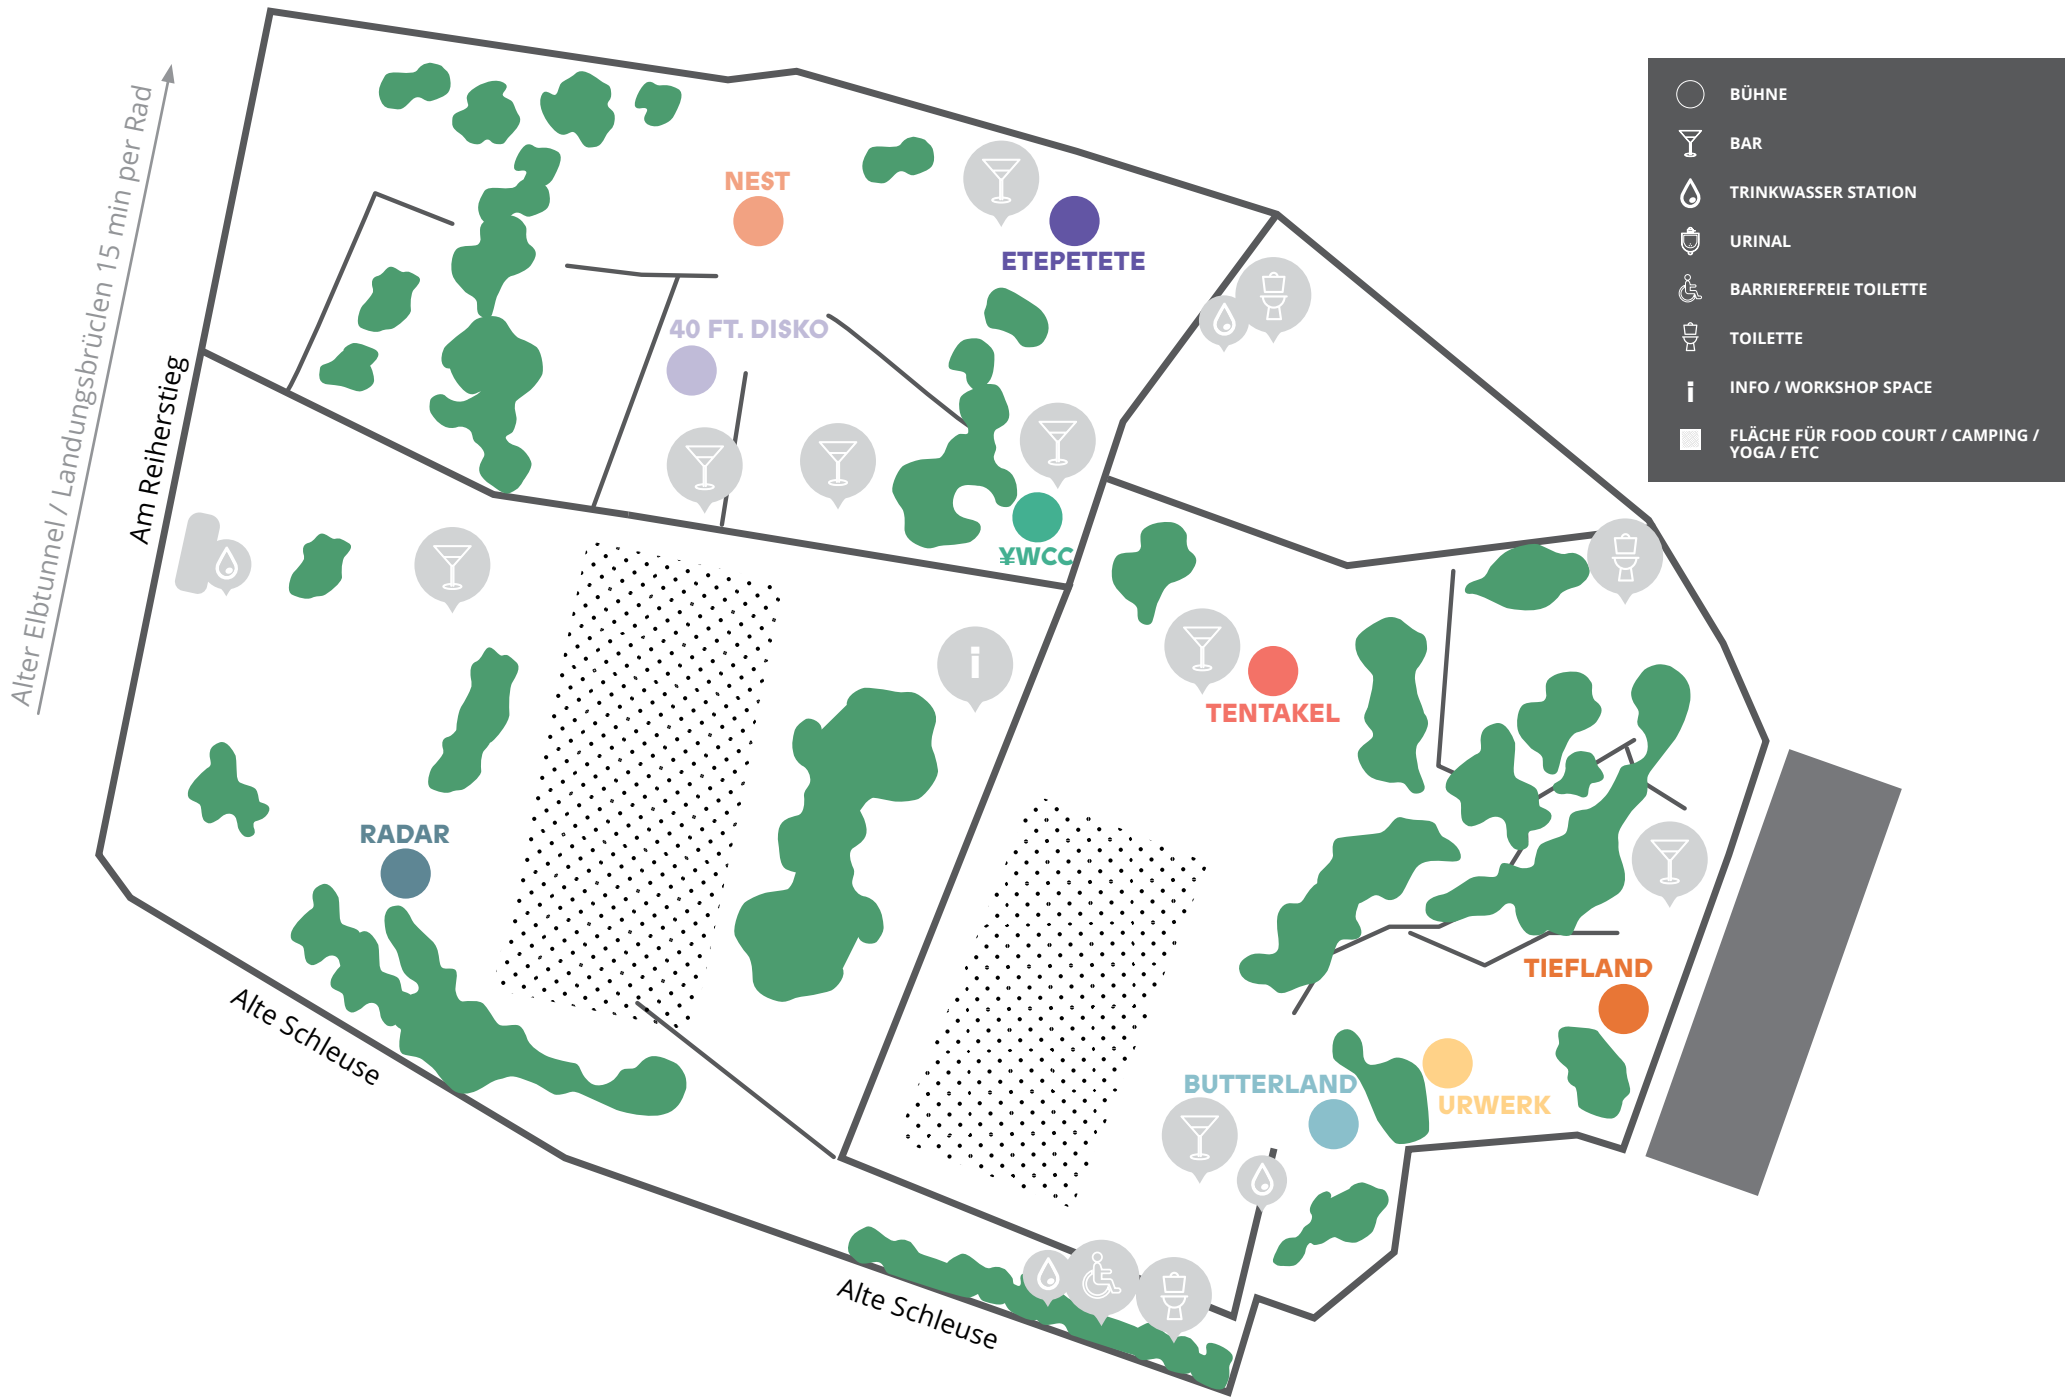 Alter Elbtunnel / Landungsbrüclen 15 min per Rad
Am Reiherstieg
NEST
ETEPETETE
40 FT. DISKO
¥WCC
i
TENTAKEL
RADAR
TIEFLAND
BUTTERLAND
URWERK
Alte Schleuse
Alte Schleuse
BÜHNE
BAR
TRINKWASSER STATION
URINAL
BARRIEREFREIE TOILETTE
TOILETTE
i INFO / WORKSHOP SPACE
FLÄCHE FÜR FOOD COURT / CAMPING /
YOGA / ETC